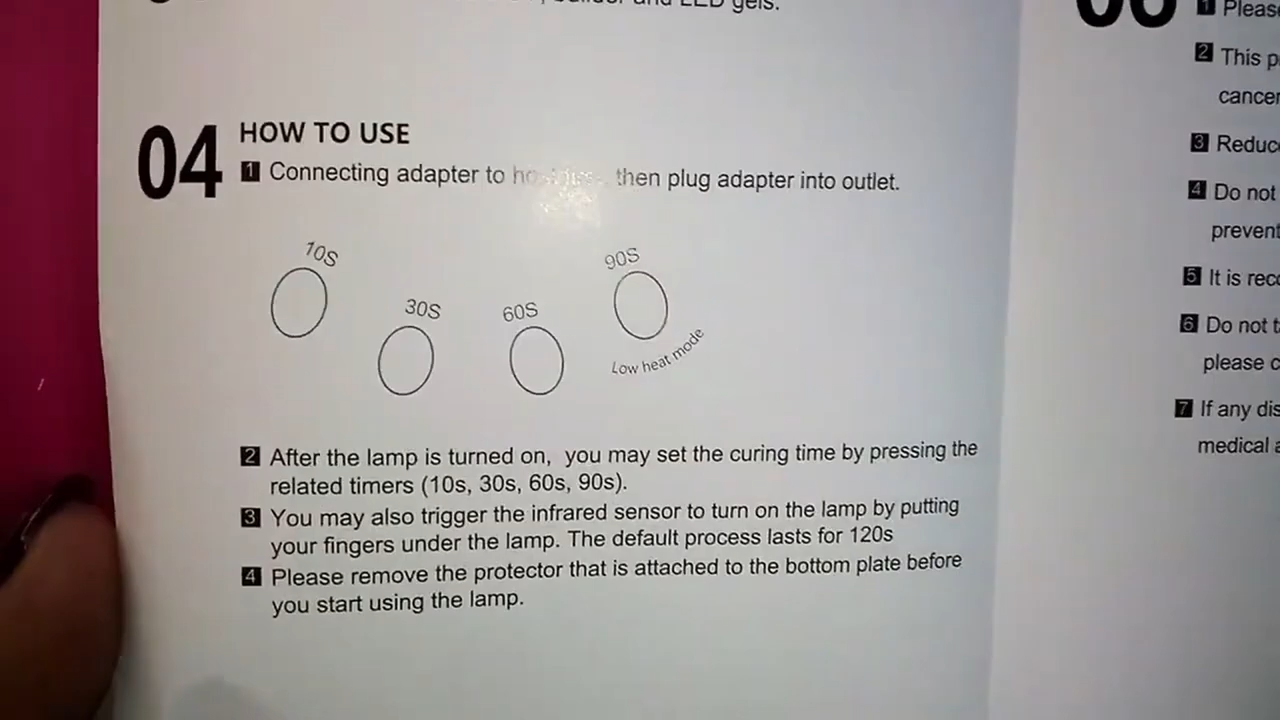 and LED gels.
04
HOW TO USE
1 Connecting adapter to then plug adapter into outlet.
10S
30S
60S
90S
Low heat mode
2 After the lamp is turned on, you may set the curing time by pressing the
related timers (10s, 30s, 60s, 90s).
3 You may also trigger the infrared sensor to turn on the lamp by putting
your fingers under the lamp. The default process lasts for 120s
4 Please remove the protector that is attached to the bottom plate before
you start using the lamp.
1 Pleas
2 This p
cancer
3 Reduc
4 Do not
prevent
5 It is rec
6 Do not t
please c
7 If any dis
medical a